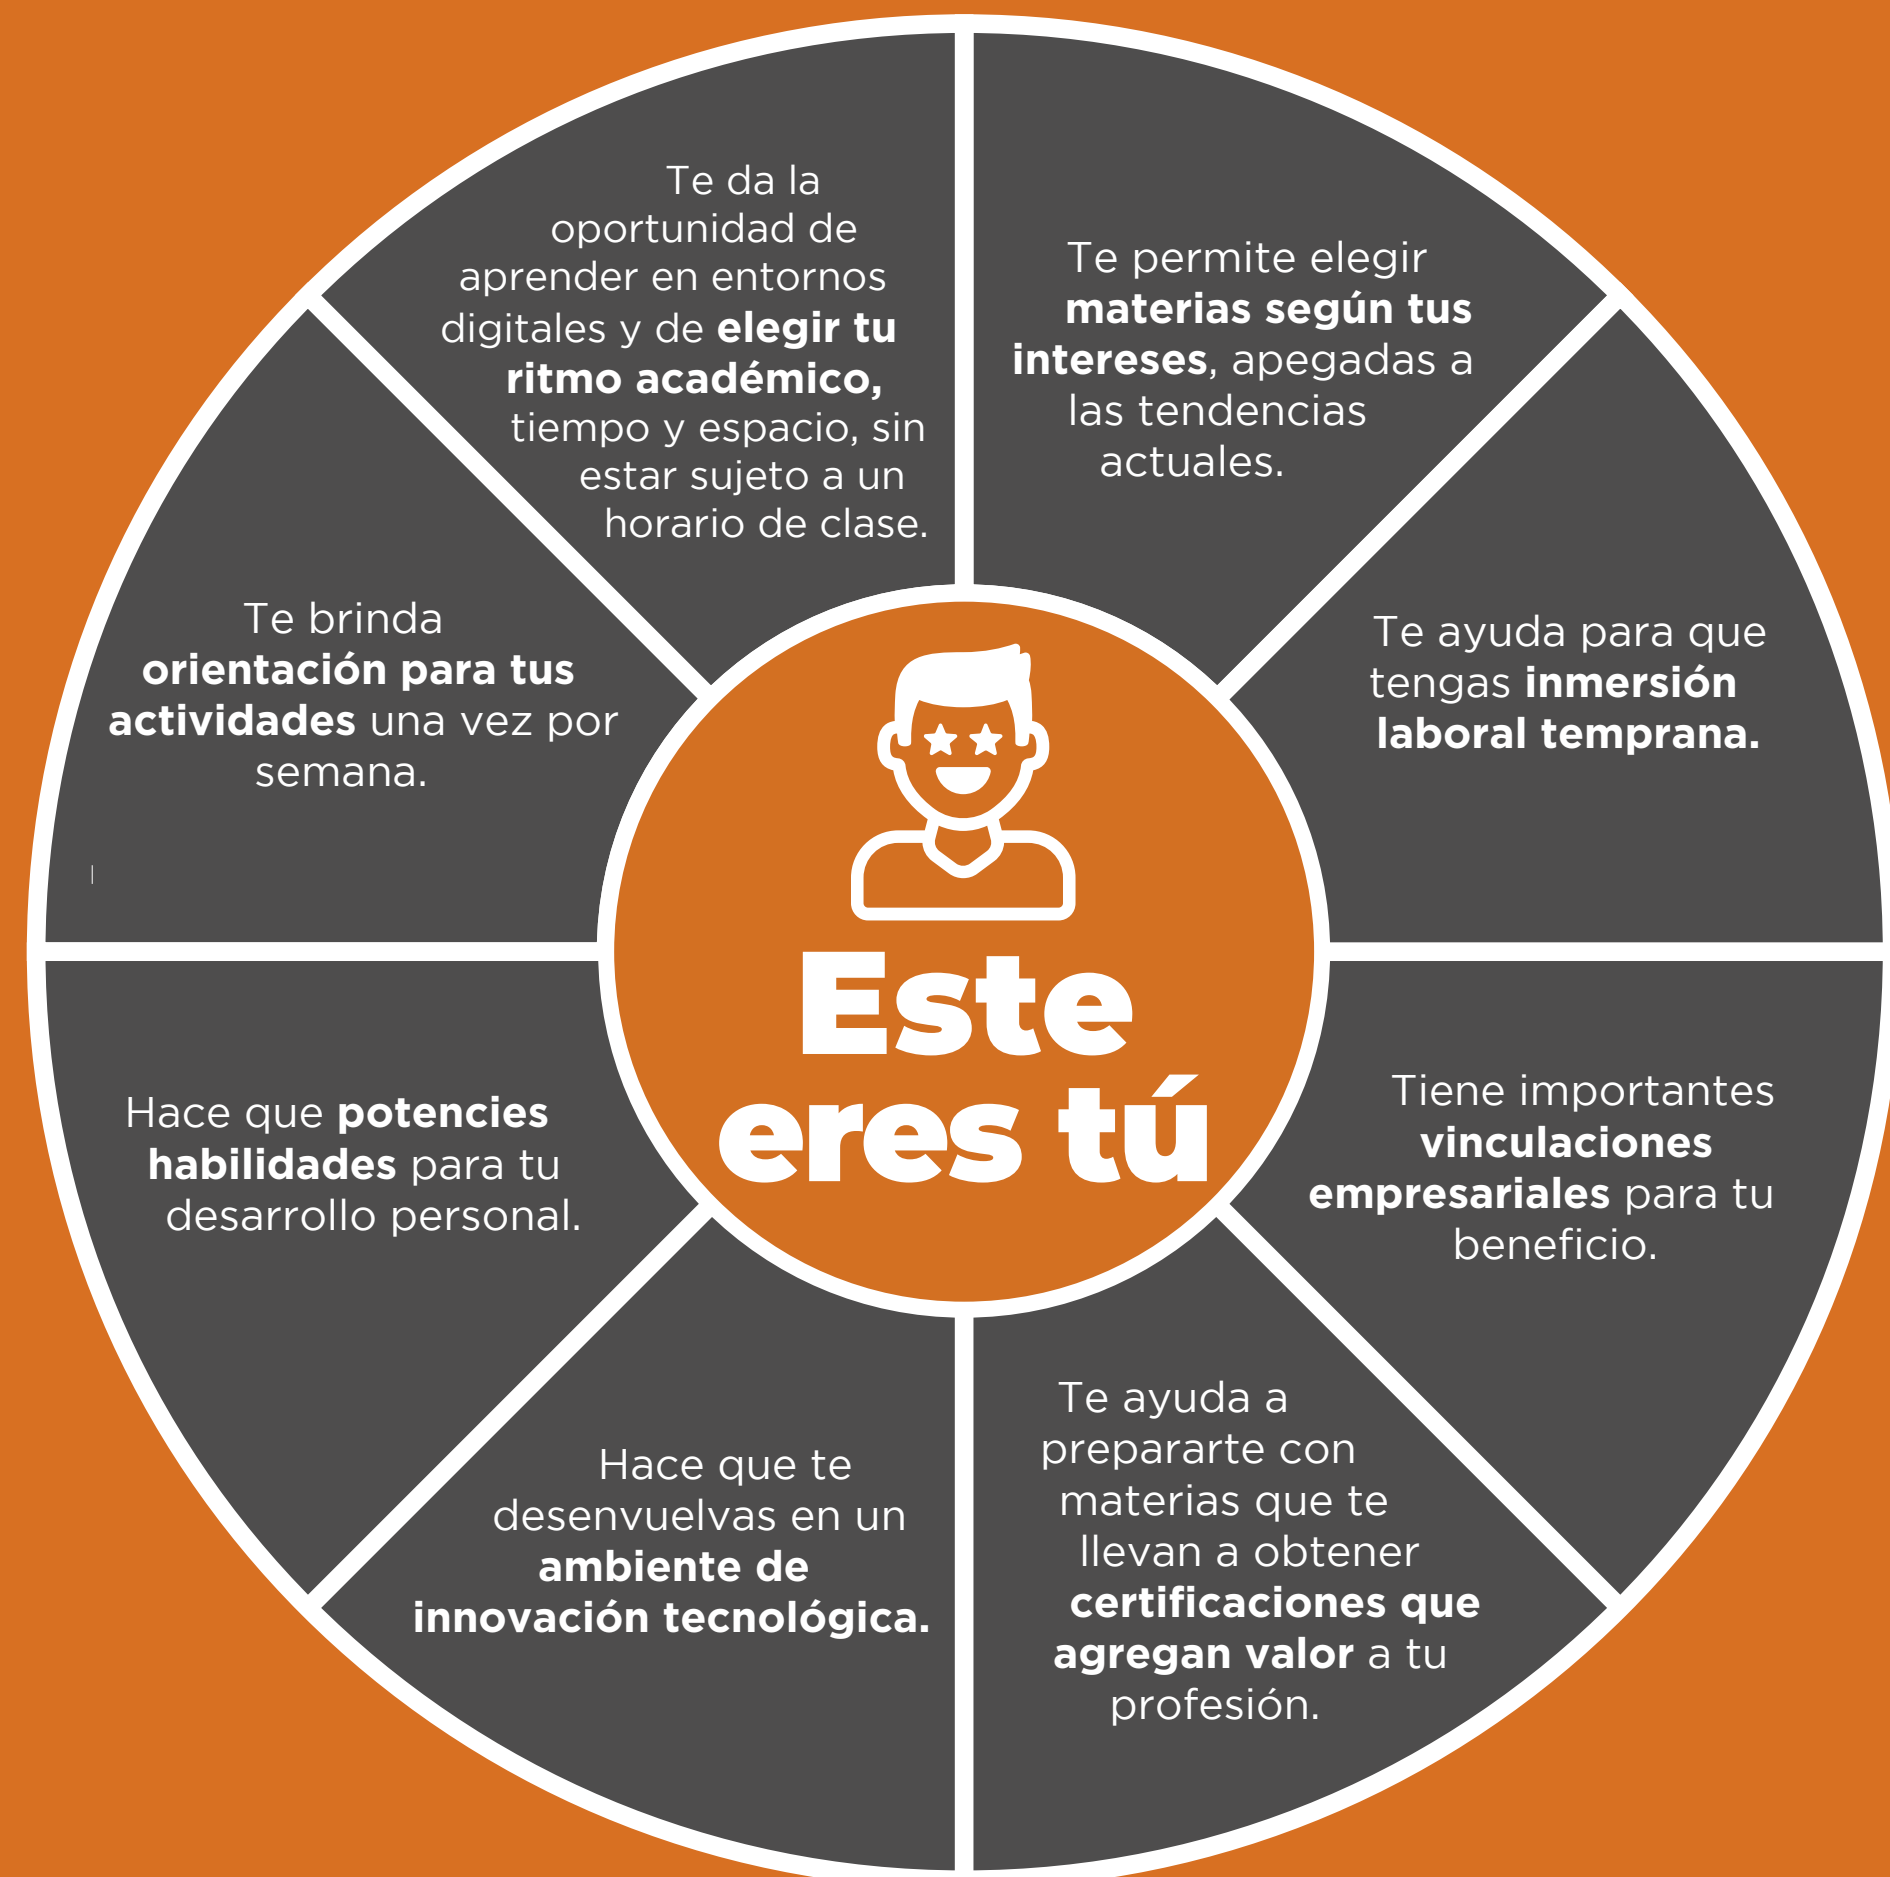 Te da la
oportunidad de
aprender en entornos
digitales y de elegir tu
ritmo académico,
tiempo y espacio, sin
estar sujeto a un
horario de clase.
Te permite elegir
materias según tus
intereses, apegadas a
las tendencias
actuales.
Te ayuda para que
tengas inmersión
laboral temprana.
Tiene importantes
vinculaciones
empresariales para tu
beneficio.
Te ayuda a
prepararte con
materias que te
llevan a obtener
certificaciones que
agregan valor a tu
profesión.
Hace que te
desenvuelvas en un
ambiente de
innovación tecnológica.
Hace que potencies
habilidades para tu
desarrollo personal.
Te brinda
orientación para tus
actividades una vez por
semana.
Este
eres tú